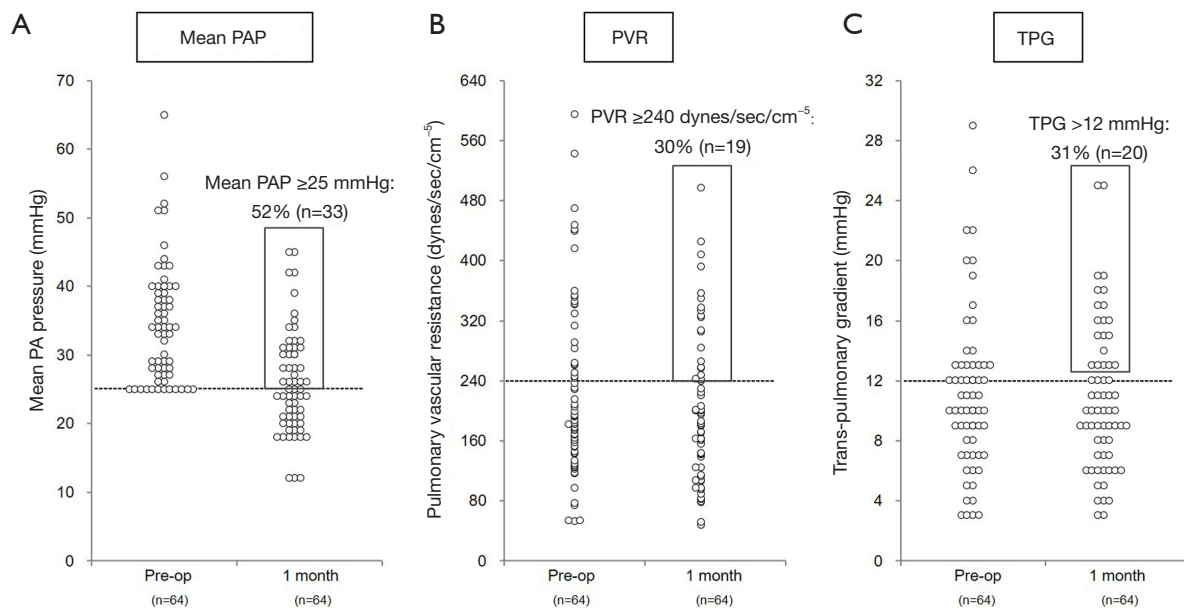 A
Mean PAP
Mean PA pressure (mmHg)
70
60
50
40
30
20
10
0
Mean PAP ≥25 mmHg:
52% (n=33)
Pre-op
1 month
(n=64)
(n=64)
B
PVR
Pulmonary vascular resistance (dynes/sec/cm⁻⁵)
640
560
480
400
320
240
160
80
0
PVR ≥240 dynes/sec/cm⁻⁵:
30% (n=19)
Pre-op
1 month
(n=64)
(n=64)
C
TPG
Trans-pulmonary gradient (mmHg)
32
28
24
20
16
12
8
4
0
TPG >12 mmHg:
31% (n=20)
Pre-op
1 month
(n=64)
(n=64)